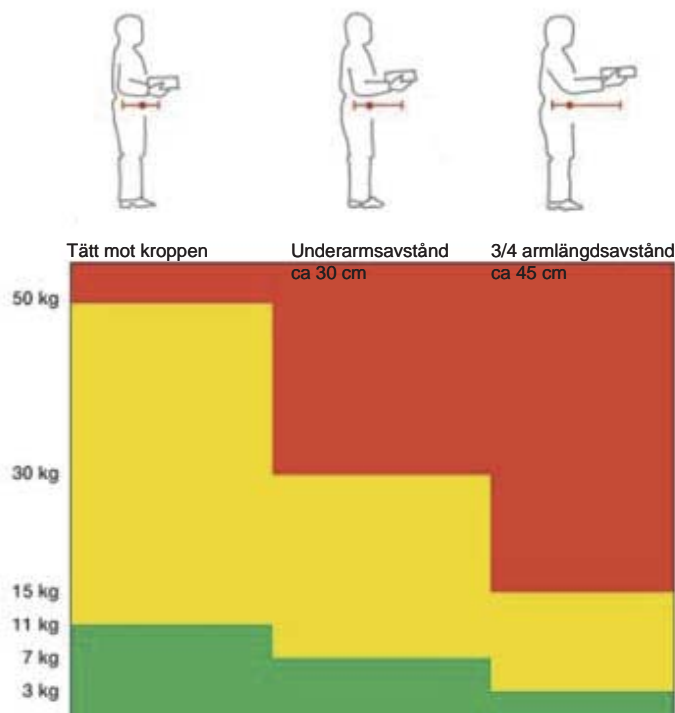 Tätt mot kroppen
Underarmsavstånd
ca 30 cm
3/4 armlängdsavstånd
ca 45 cm
50 kg
30 kg
15 kg
11 kg
7 kg
3 kg